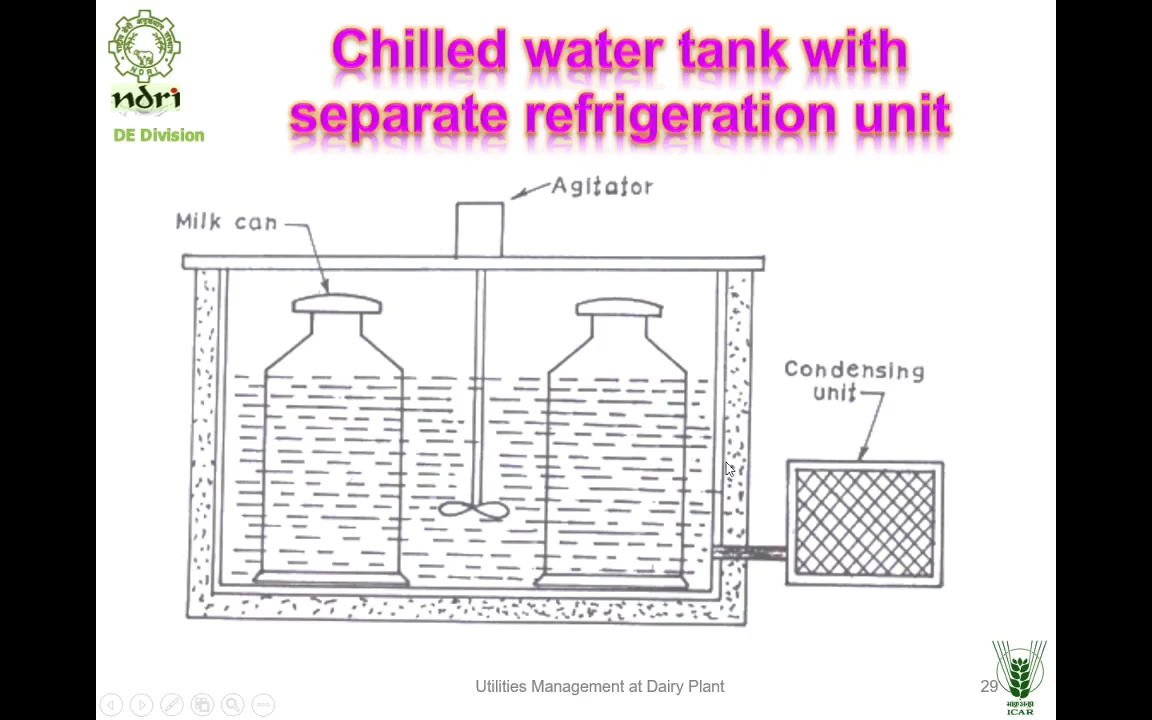 Chilled water tank with
separate refrigeration unit
NDRI
ndri
DE Division
Agitator
Milk can
Condensing
unit
Utilities Management at Dairy Plant
29
ICAR